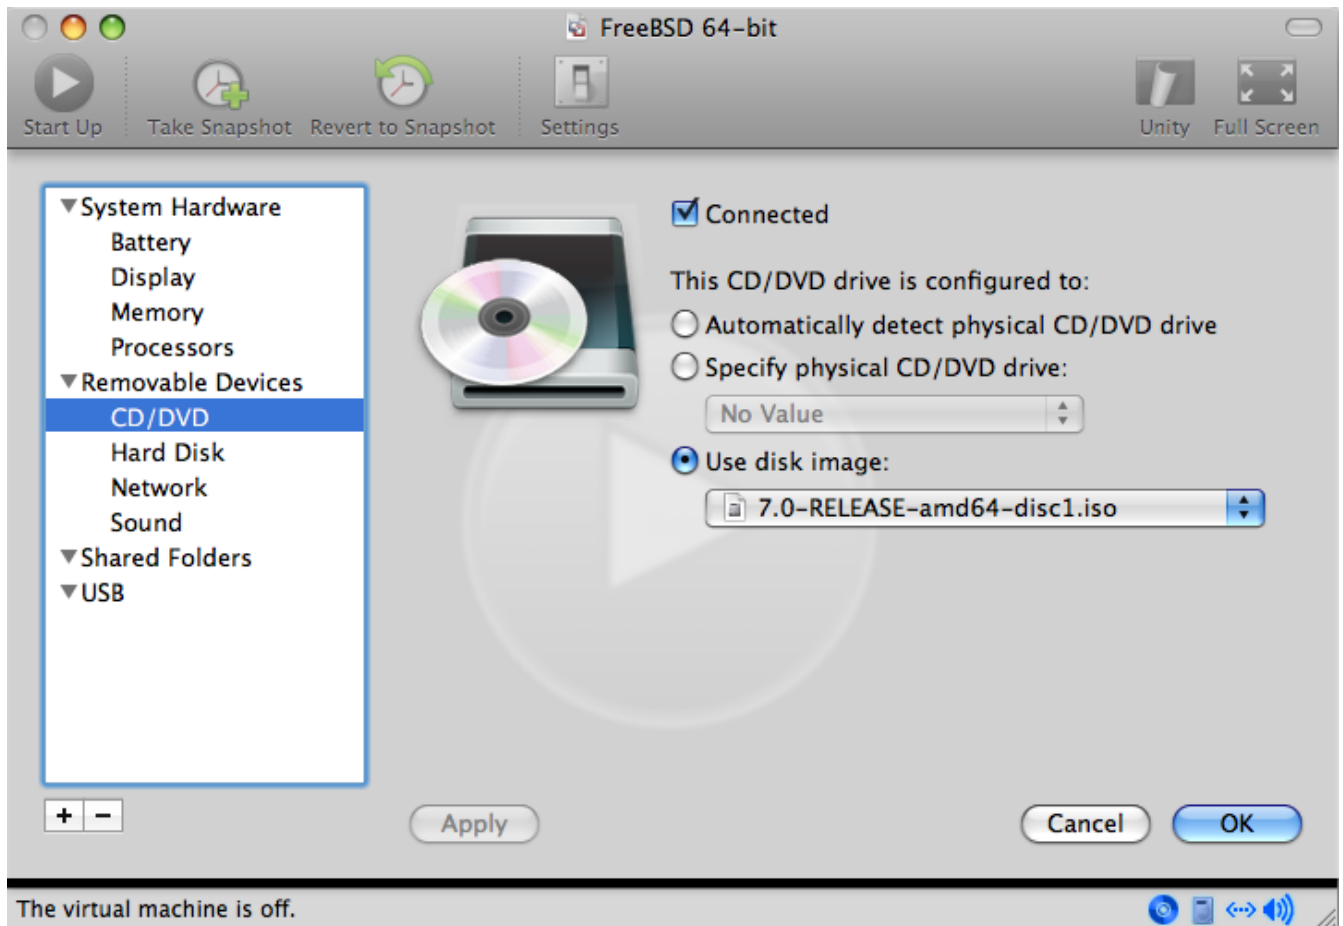 FreeBSD 64-bit
Start Up Take Snapshot Revert to Snapshot Settings Unity Full Screen
System Hardware
Battery
Display
Memory
Processors
Removable Devices
CD/DVD
Hard Disk
Network
Sound
Shared Folders
USB
+ −
Connected
This CD/DVD drive is configured to:
Automatically detect physical CD/DVD drive
Specify physical CD/DVD drive:
No Value
Use disk image:
7.0-RELEASE-amd64-disc1.iso
Apply Cancel OK
The virtual machine is off.